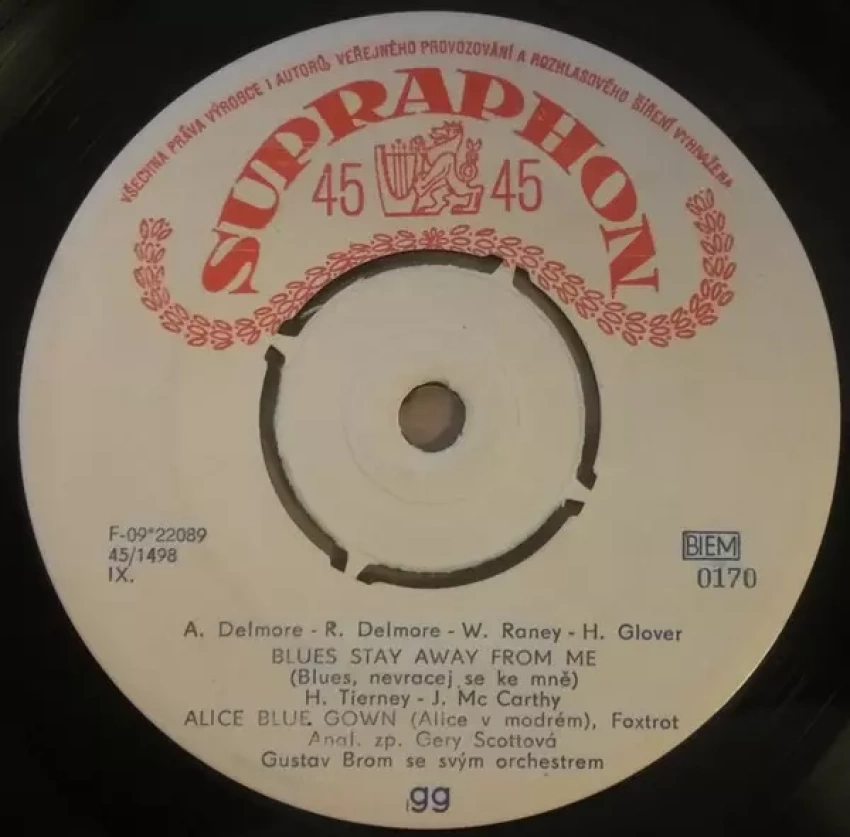 VŠECHNA PRÁVA VÝROBCE I AUTORŮ, VEŘEJNÉHO PROVOZOVÁNÍ A ROZHLASOVÉHO ŠÍŘENÍ VYHRAŽENA
SUPRAPHON
45 45
F-09*22089
45/1498
IX.
BIEM
0170
A. Delmore - R. Delmore - W. Raney - H. Glover
BLUES STAY AWAY FROM ME
(Blues, nevracej se ke mně)
H. Tierney - J. Mc Carthy
ALICE BLUE GOWN (Alice v modrém), Foxtrot
Angl. zp. Gery Scottová
Gustav Brom se svým orchestrem
gg